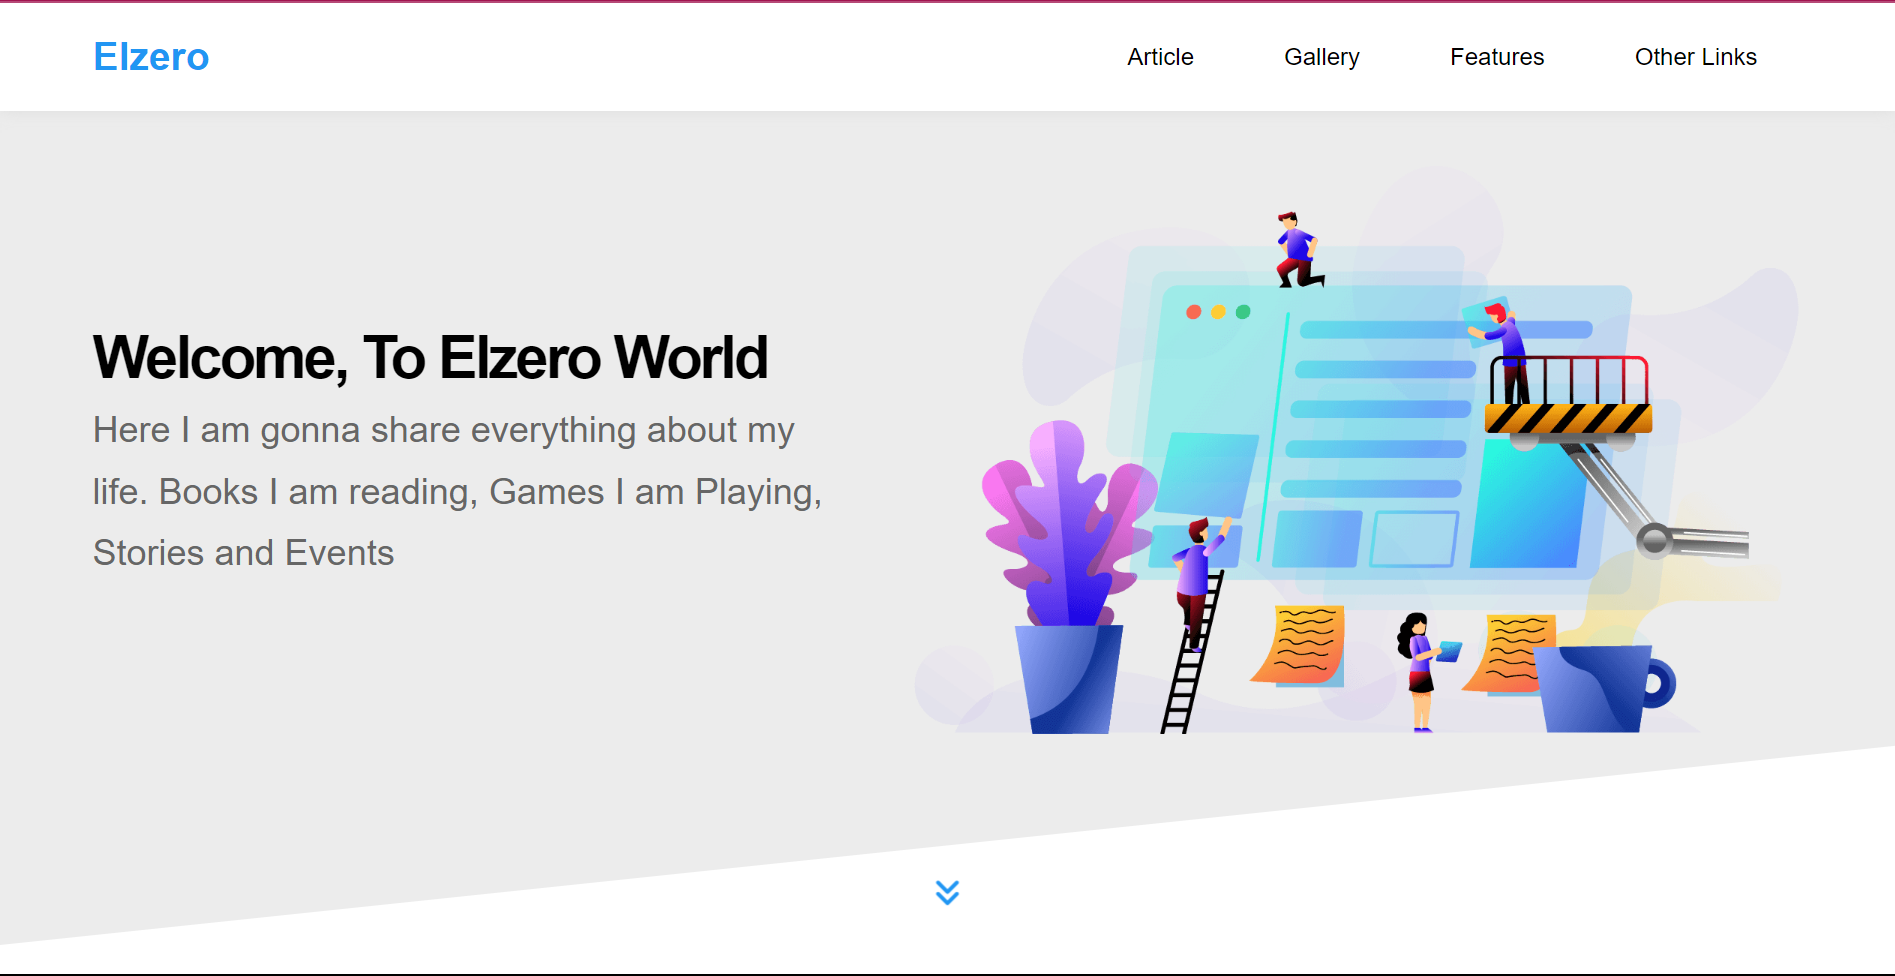 Elzero
Article
Gallery
Features
Other Links
Welcome, To Elzero World
Here I am gonna share everything about my
life. Books I am reading, Games I am Playing,
Stories and Events